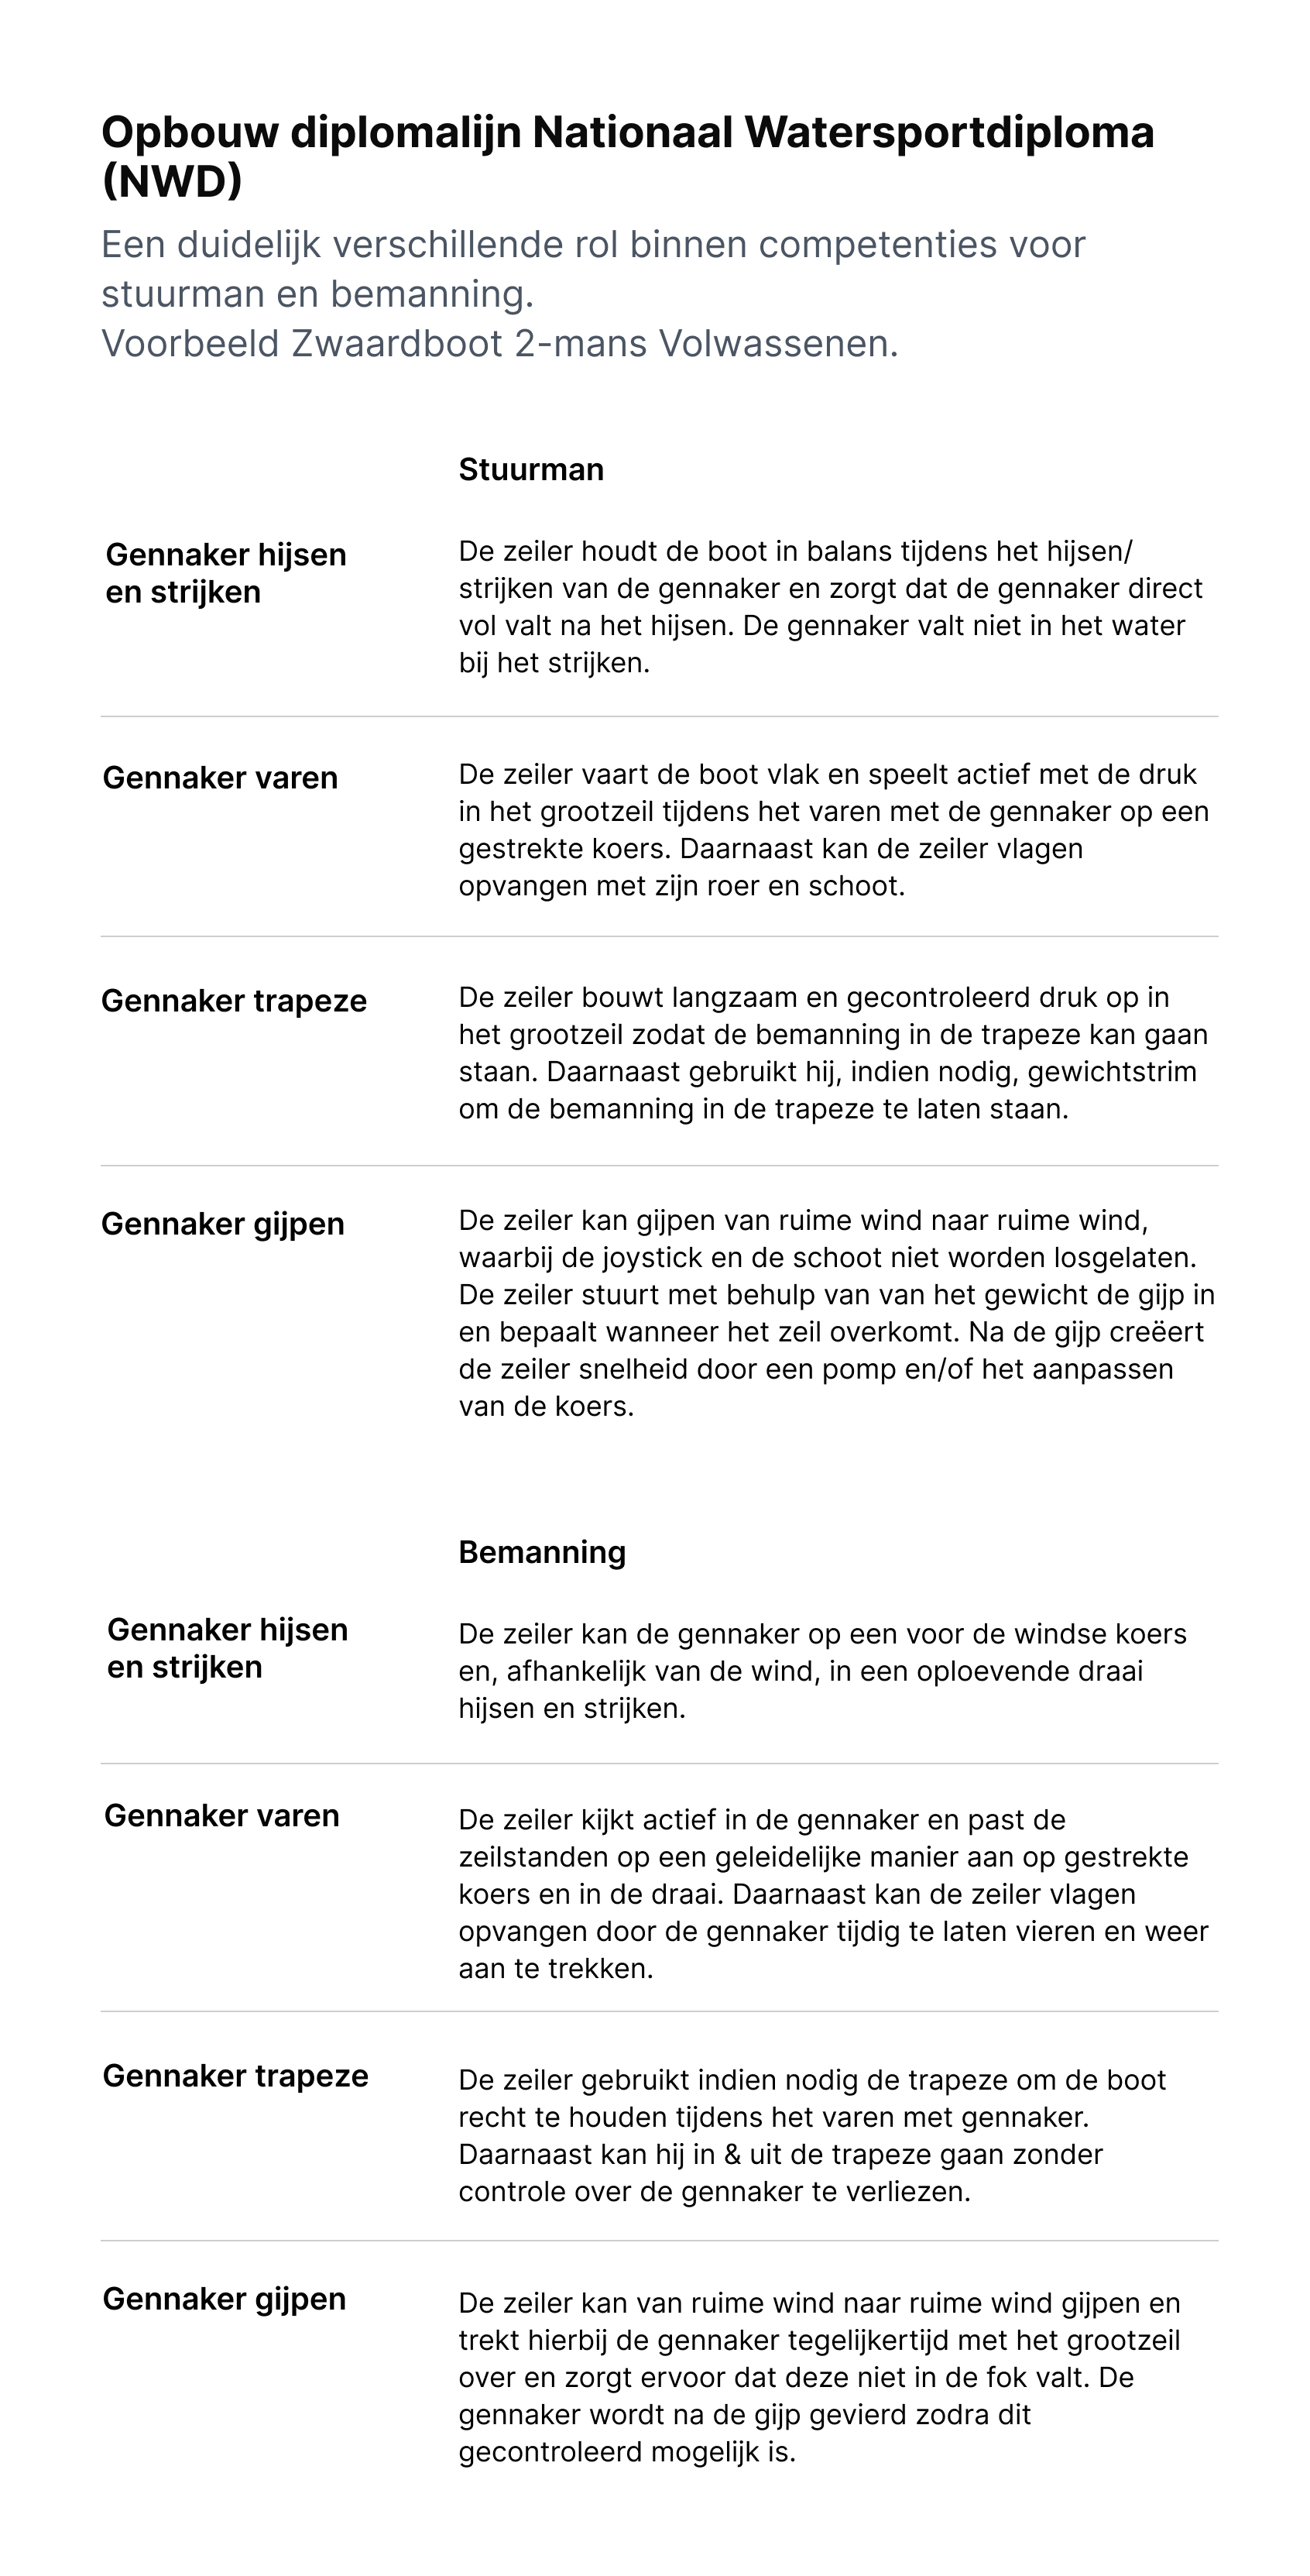 Opbouw diplomalijn Nationaal Watersportdiploma
(NWD)
Een duidelijk verschillende rol binnen competenties voor
stuurman en bemanning.
Voorbeeld Zwaardboot 2-mans Volwassenen.
Stuurman
Gennaker hijsen
en strijken
De zeiler houdt de boot in balans tijdens het hijsen/
strijken van de gennaker en zorgt dat de gennaker direct
vol valt na het hijsen. De gennaker valt niet in het water
bij het strijken.
Gennaker varen
De zeiler vaart de boot vlak en speelt actief met de druk
in het grootzeil tijdens het varen met de gennaker op een
gestrekte koers. Daarnaast kan de zeiler vlagen
opvangen met zijn roer en schoot.
Gennaker trapeze
De zeiler bouwt langzaam en gecontroleerd druk op in
het grootzeil zodat de bemanning in de trapeze kan gaan
staan. Daarnaast gebruikt hij, indien nodig, gewichtstrim
om de bemanning in de trapeze te laten staan.
Gennaker gijpen
De zeiler kan gijpen van ruime wind naar ruime wind,
waarbij de joystick en de schoot niet worden losgelaten.
De zeiler stuurt met behulp van van het gewicht de gijp in
en bepaalt wanneer het zeil overkomt. Na de gijp creëert
de zeiler snelheid door een pomp en/of het aanpassen
van de koers.
Bemanning
Gennaker hijsen
en strijken
De zeiler kan de gennaker op een voor de windse koers
en, afhankelijk van de wind, in een oploevende draai
hijsen en strijken.
Gennaker varen
De zeiler kijkt actief in de gennaker en past de
zeilstanden op een geleidelijke manier aan op gestrekte
koers en in de draai. Daarnaast kan de zeiler vlagen
opvangen door de gennaker tijdig te laten vieren en weer
aan te trekken.
Gennaker trapeze
De zeiler gebruikt indien nodig de trapeze om de boot
recht te houden tijdens het varen met gennaker.
Daarnaast kan hij in & uit de trapeze gaan zonder
controle over de gennaker te verliezen.
Gennaker gijpen
De zeiler kan van ruime wind naar ruime wind gijpen en
trekt hierbij de gennaker tegelijkertijd met het grootzeil
over en zorgt ervoor dat deze niet in de fok valt. De
gennaker wordt na de gijp gevierd zodra dit
gecontroleerd mogelijk is.